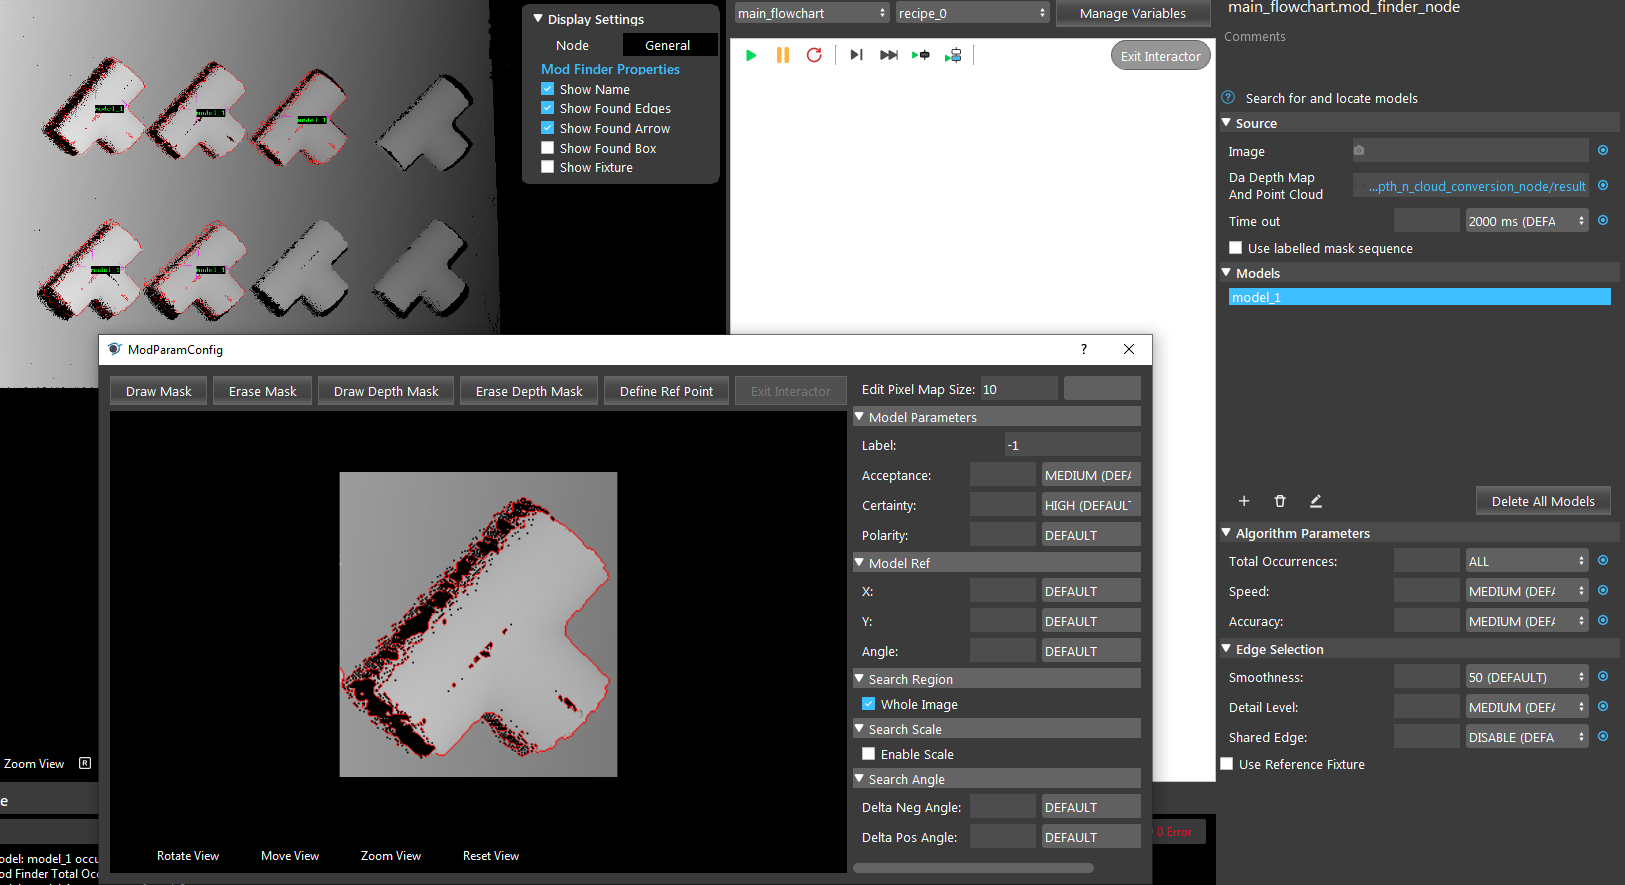 model_1
model_1
model_1
model_1
model_1
Display Settings
Node
General
Mod Finder Properties
Show Name
Show Found Edges
Show Found Arrow
Show Found Box
Show Fixture
main_flowchart
recipe_0
Manage Variables
Exit Interactor
main_flowchart.mod_finder_node
Comments
Search for and locate models
Source
Image
Da Depth Map
And Point Cloud
...pth_n_cloud_conversion_node/result
Time out
2000 ms (DEFA
Use labelled mask sequence
Models
model_1
Delete All Models
Algorithm Parameters
Total Occurrences:
ALL
Speed:
MEDIUM (DEFA
Accuracy:
MEDIUM (DEFA
Edge Selection
Smoothness:
50 (DEFAULT)
Detail Level:
MEDIUM (DEFA
Shared Edge:
DISABLE (DEFA
Use Reference Fixture
ModParamConfig
?
Draw Mask
Erase Mask
Draw Depth Mask
Erase Depth Mask
Define Ref Point
Exit Interactor
Edit Pixel Map Size:
10
Model Parameters
Label:
-1
Acceptance:
MEDIUM (DEFA
Certainty:
HIGH (DEFAULT
Polarity:
DEFAULT
Model Ref
X:
DEFAULT
Y:
DEFAULT
Angle:
DEFAULT
Search Region
Whole Image
Search Scale
Enable Scale
Search Angle
Delta Neg Angle:
DEFAULT
Delta Pos Angle:
DEFAULT
Rotate View
Move View
Zoom View
Reset View
Zoom View
R
e
odel: model_1 occu
od Finder Total Occ
0 Error